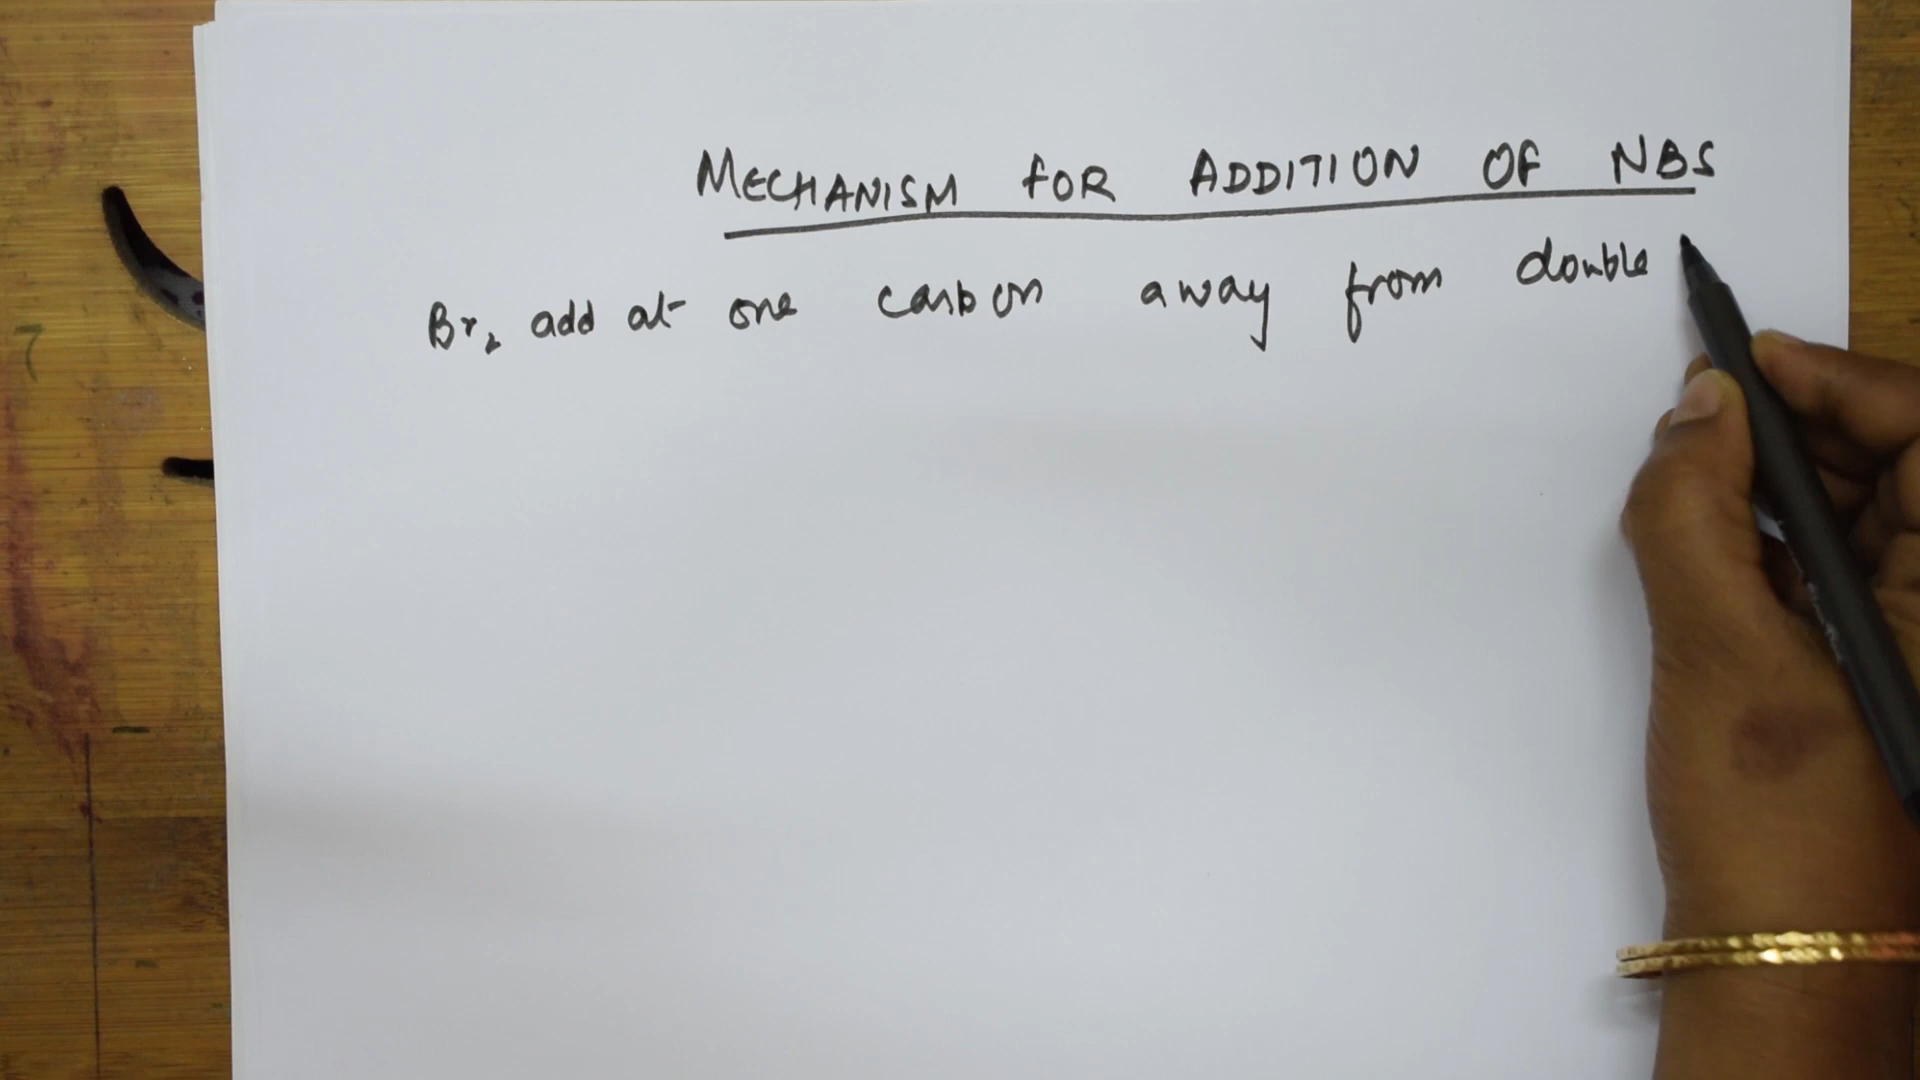 MECHANISM FOR ADDITION OF NBS
Br₂ add at one carbon away from double